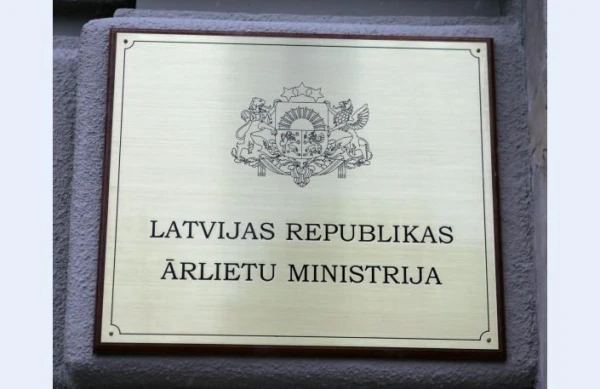 LATVIJAS REPUBLIKAS
ĀRLIETU MINISTRIJA